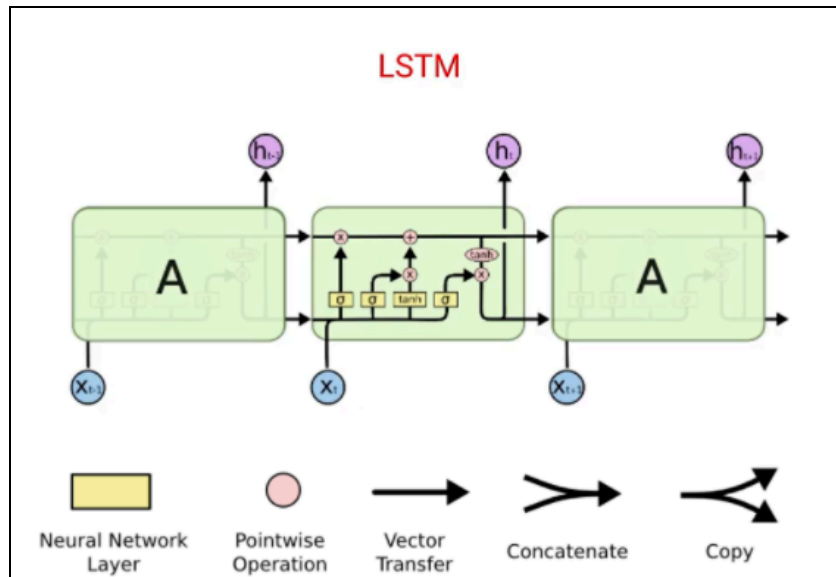 LSTM
hₜ₋₁ hₜ hₜ₊₁
× + tanh ×
A A
σ σ tanh σ
Xₜ₋₁ Xₜ Xₜ₊₁
Neural Network Pointwise Vector Concatenate Copy
Layer Operation Transfer